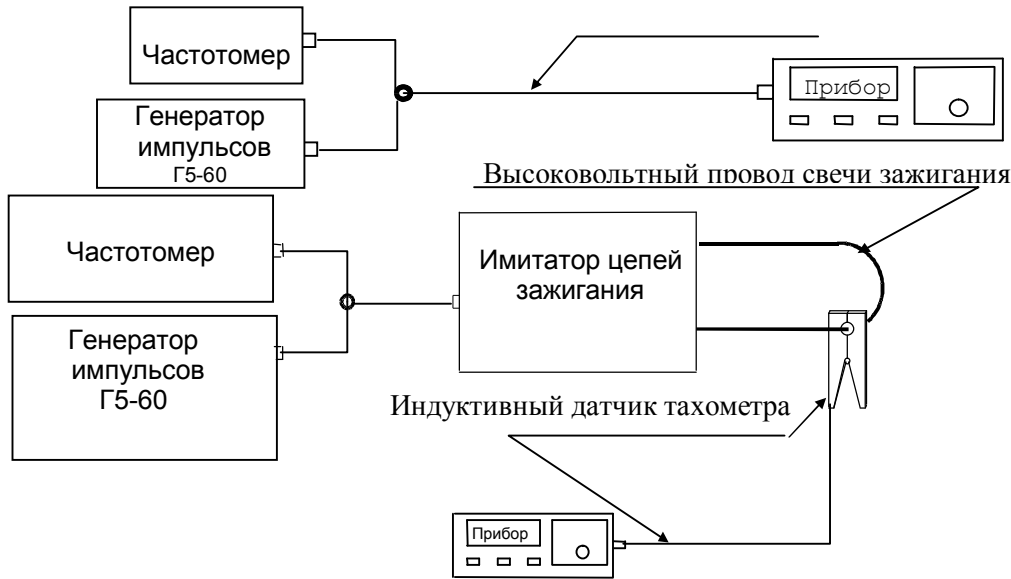 Частотомер
Прибор
Генератор
импульсов
Г5-60
Высоковольтный провод свечи зажигания
Частотомер
Имитатор цепей
зажигания
Генератор
импульсов
Г5-60
Индуктивный датчик тахометра
Прибор